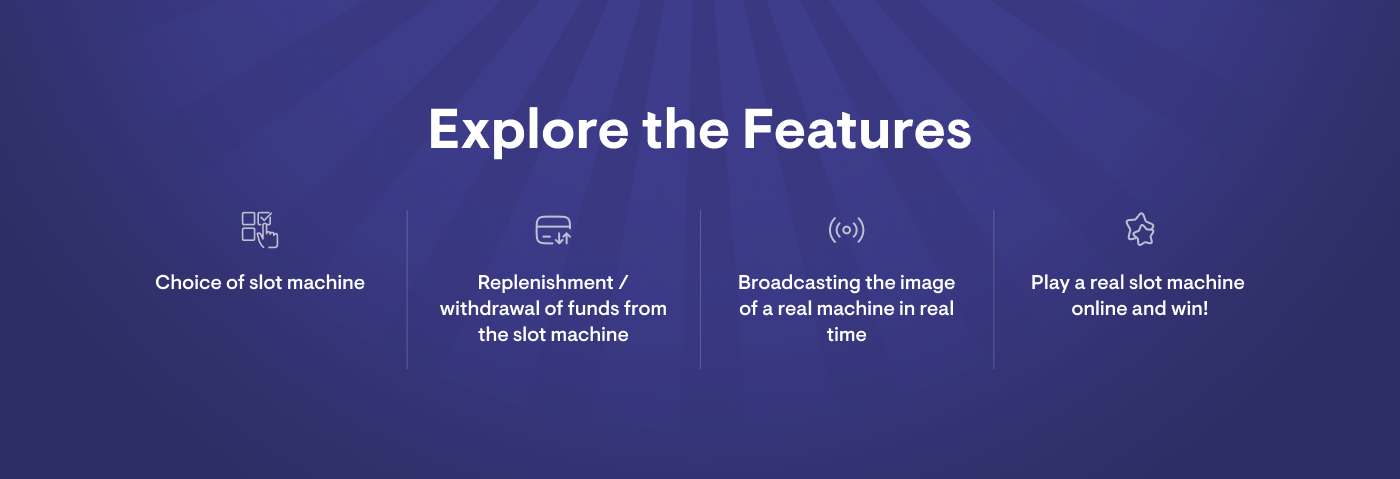 Explore the Features
Choice of slot machine
Replenishment /
withdrawal of funds from
the slot machine
Broadcasting the image
of a real machine in real
time
Play a real slot machine
online and win!